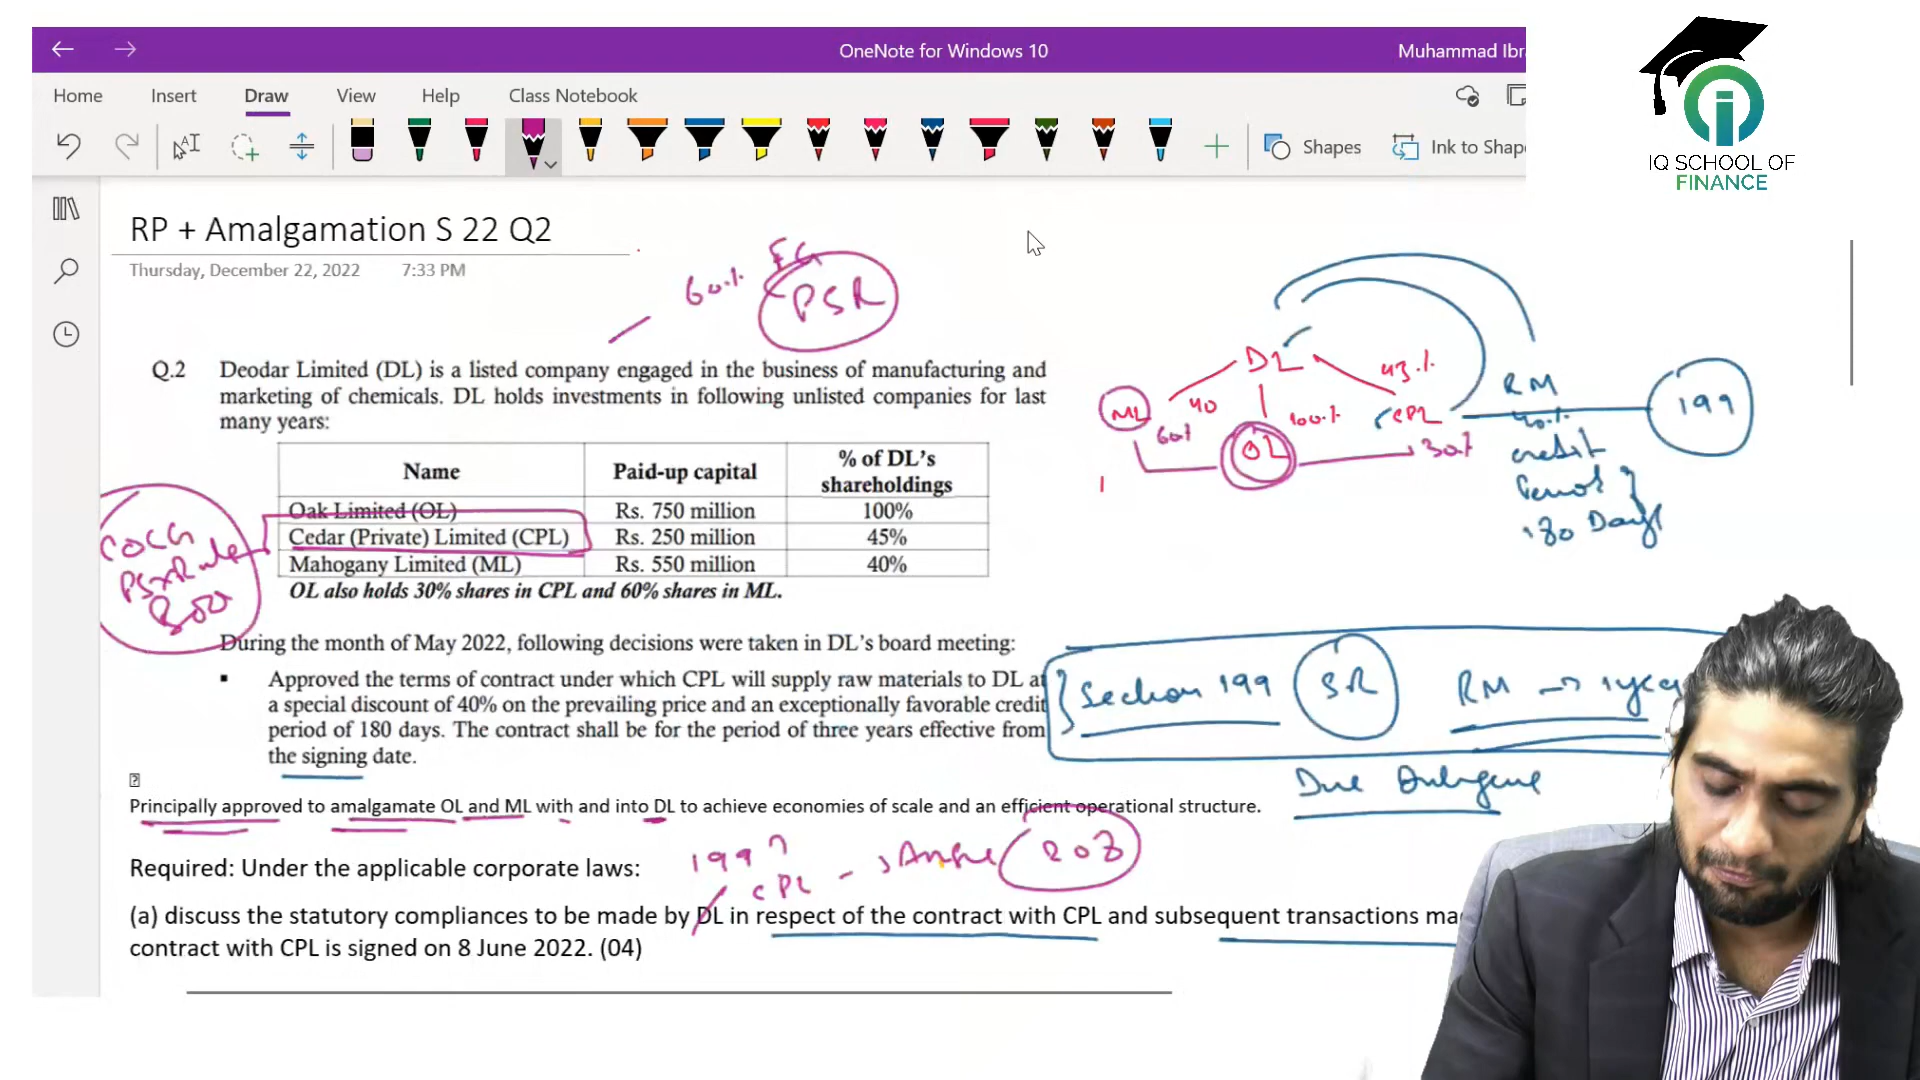 OneNote for Windows 10
Muhammad Ibr
Home Insert Draw View Help Class Notebook
Shapes
Ink to Shap
IQ SCHOOL OF
FINANCE
RP + Amalgamation S 22 Q2
Thursday, December 22, 2022 7:33 PM
60%
PSR
Q.2 Deodar Limited (DL) is a listed company engaged in the business of manufacturing and
marketing of chemicals. DL holds investments in following unlisted companies for last
many years:
Name Paid-up capital % of DL's
shareholdings
Oak Limited (OL) Rs. 750 million 100%
Cedar (Private) Limited (CPL) Rs. 250 million 45%
Mahogany Limited (ML) Rs. 550 million 40%
OL also holds 30% shares in CPL and 60% shares in ML.
DL
ML 40 100% 43% CPL
60% OL 30%
RM
40%
credit
Period
180 Days
199
During the month of May 2022, following decisions were taken in DL's board meeting:
Approved the terms of contract under which CPL will supply raw materials to DL at
a special discount of 40% on the prevailing price and an exceptionally favorable credit
period of 180 days. The contract shall be for the period of three years effective from
the signing date.
Section 199 SR RM → 1 year
Due
Principally approved to amalgamate OL and ML with and into DL to achieve economies of scale and an efficient operational structure.
Required: Under the applicable corporate laws:
199?
CPL
208
(a) discuss the statutory compliances to be made by DL in respect of the contract with CPL and subsequent transactions
contract with CPL is signed on 8 June 2022. (04)